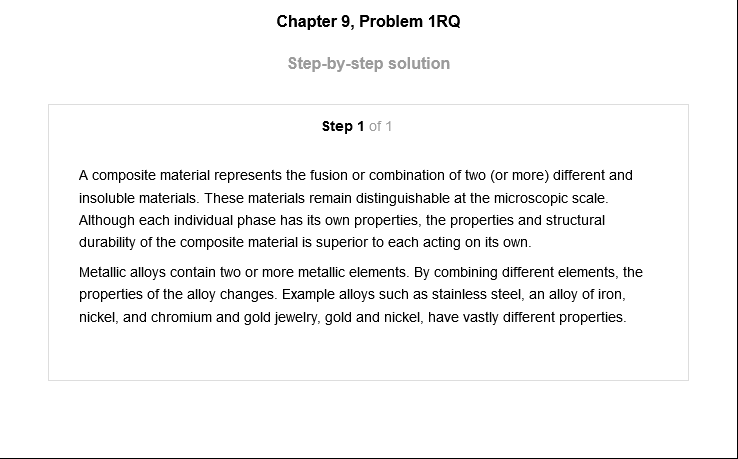 Chapter 9, Problem 1RQ
Step-by-step solution
Step 1 of 1
A composite material represents the fusion or combination of two (or more) different and
insoluble materials. These materials remain distinguishable at the microscopic scale.
Although each individual phase has its own properties, the properties and structural
durability of the composite material is superior to each acting on its own.
Metallic alloys contain two or more metallic elements. By combining different elements, the
properties of the alloy changes. Example alloys such as stainless steel, an alloy of iron,
nickel, and chromium and gold jewelry, gold and nickel, have vastly different properties.